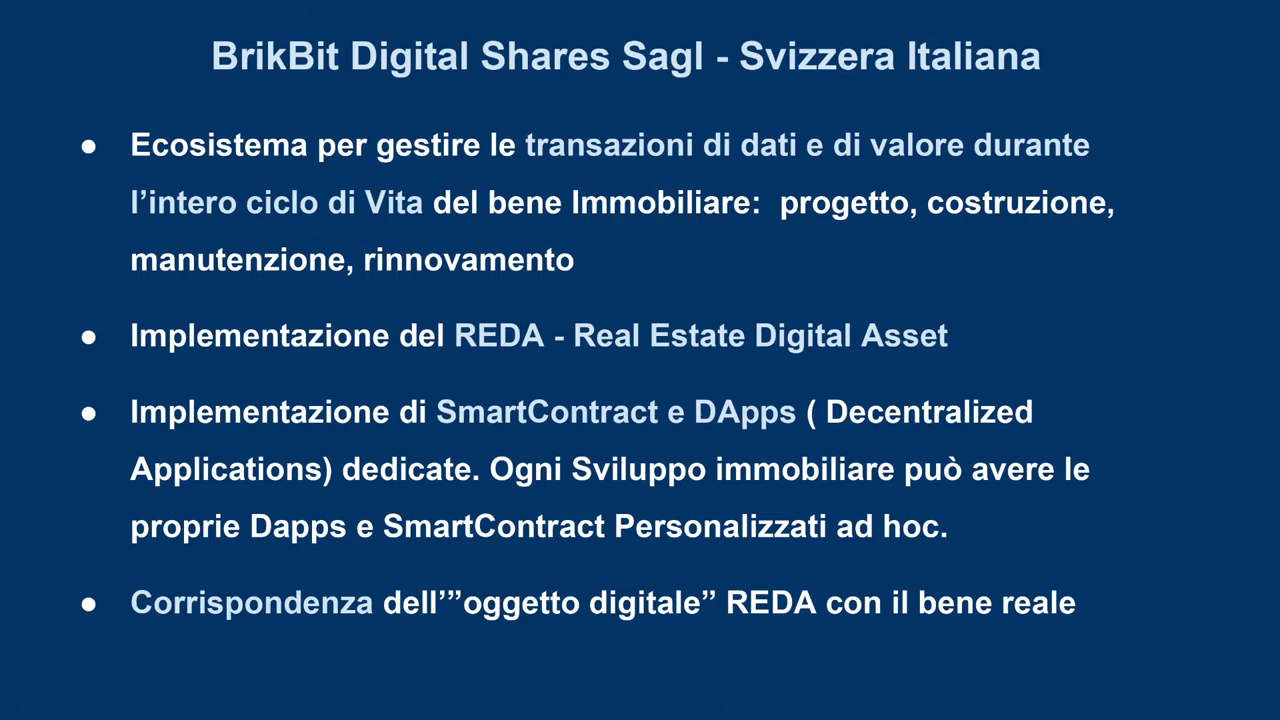 BrikBit Digital Shares Sagl - Svizzera Italiana
● Ecosistema per gestire le transazioni di dati e di valore durante
l’intero ciclo di Vita del bene Immobiliare:  progetto, costruzione,
manutenzione, rinnovamento
● Implementazione del REDA - Real Estate Digital Asset
● Implementazione di SmartContract e DApps ( Decentralized
Applications) dedicate. Ogni Sviluppo immobiliare può avere le
proprie Dapps e SmartContract Personalizzati ad hoc.
● Corrispondenza dell’”oggetto digitale” REDA con il bene reale